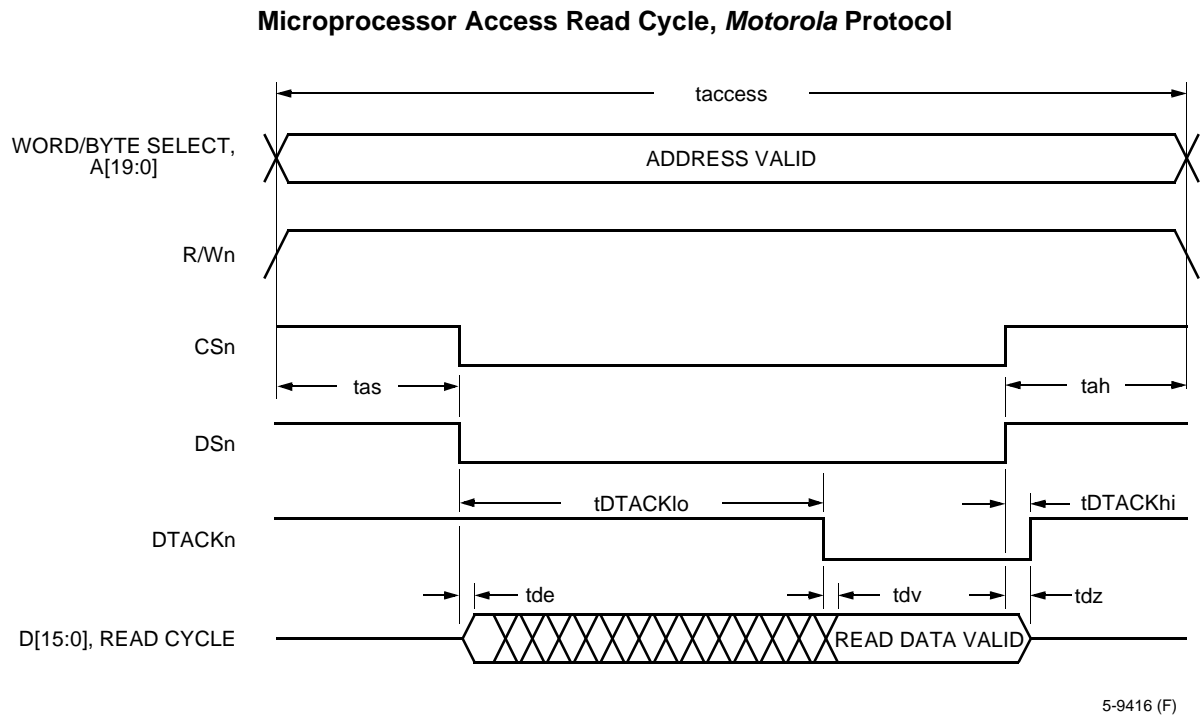 Microprocessor Access Read Cycle, Motorola Protocol
taccess
WORD/BYTE SELECT,
A[19:0]
ADDRESS VALID
R/Wn
CSn
tas
tah
DSn
tDTACKlo
tDTACKhi
DTACKn
tde
tdv
tdz
D[15:0], READ CYCLE
READ DATA VALID
5-9416 (F)